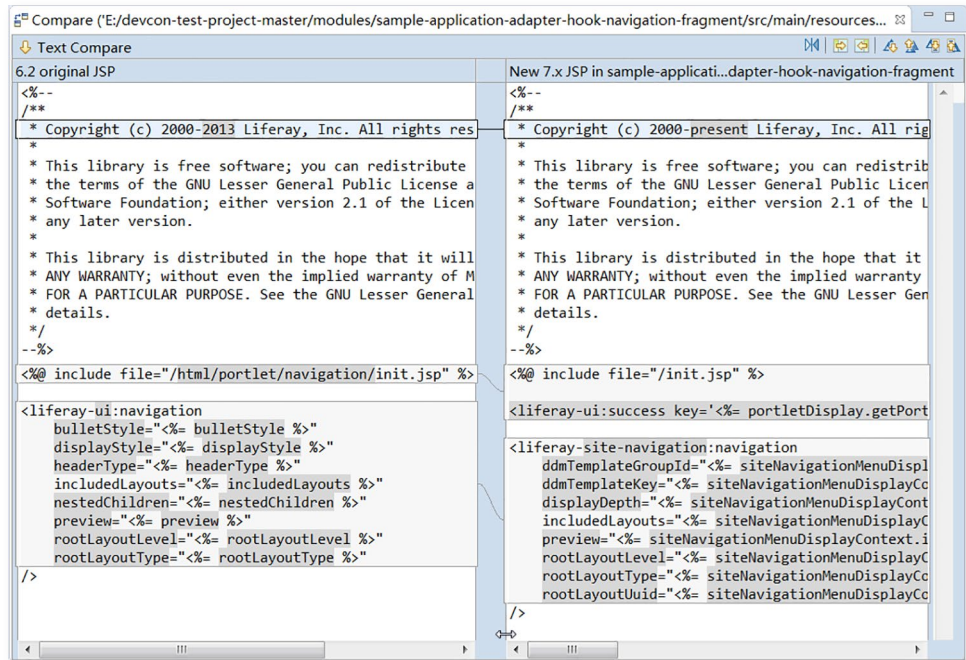 Compare ('E:/devcon-test-project-master/modules/sample-application-adapter-hook-navigation-fragment/src/main/resources...
Text Compare
6.2 original JSP
<%--
/**
 * Copyright (c) 2000-2013 Liferay, Inc. All rights res
 *
 * This library is free software; you can redistribute
 * the terms of the GNU Lesser General Public License a
 * Software Foundation; either version 2.1 of the Licen
 * any later version.
 *
 * This library is distributed in the hope that it will
 * ANY WARRANTY; without even the implied warranty of M
 * FOR A PARTICULAR PURPOSE. See the GNU Lesser General
 * details.
 */
--%>
<%@ include file="/html/portlet/navigation/init.jsp" %>
<liferay-ui:navigation
    bulletStyle="<%= bulletStyle %>"
    displayStyle="<%= displayStyle %>"
    headerType="<%= headerType %>"
    includedLayouts="<%= includedLayouts %>"
    nestedChildren="<%= nestedChildren %>"
    preview="<%= preview %>"
    rootLayoutLevel="<%= rootLayoutLevel %>"
    rootLayoutType="<%= rootLayoutType %>"
/>
New 7.x JSP in sample-applicati...dapter-hook-navigation-fragment
<%--
/**
 * Copyright (c) 2000-present Liferay, Inc. All rig
 *
 * This library is free software; you can redistrib
 * the terms of the GNU Lesser General Public Licen
 * Software Foundation; either version 2.1 of the L
 * any later version.
 *
 * This library is distributed in the hope that it
 * ANY WARRANTY; without even the implied warranty
 * FOR A PARTICULAR PURPOSE. See the GNU Lesser Gen
 * details.
 */
--%>
<%@ include file="/init.jsp" %>
<liferay-ui:success key='<%= portletDisplay.getPort
<liferay-site-navigation:navigation
    ddmTemplateGroupId="<%= siteNavigationMenuDispl
    ddmTemplateKey="<%= siteNavigationMenuDisplayCo
    displayDepth="<%= siteNavigationMenuDisplayCont
    includedLayouts="<%= siteNavigationMenuDisplayC
    preview="<%= siteNavigationMenuDisplayContext.i
    rootLayoutLevel="<%= siteNavigationMenuDisplayC
    rootLayoutType="<%= siteNavigationMenuDisplayCo
    rootLayoutUuid="<%= siteNavigationMenuDisplayCo
/>